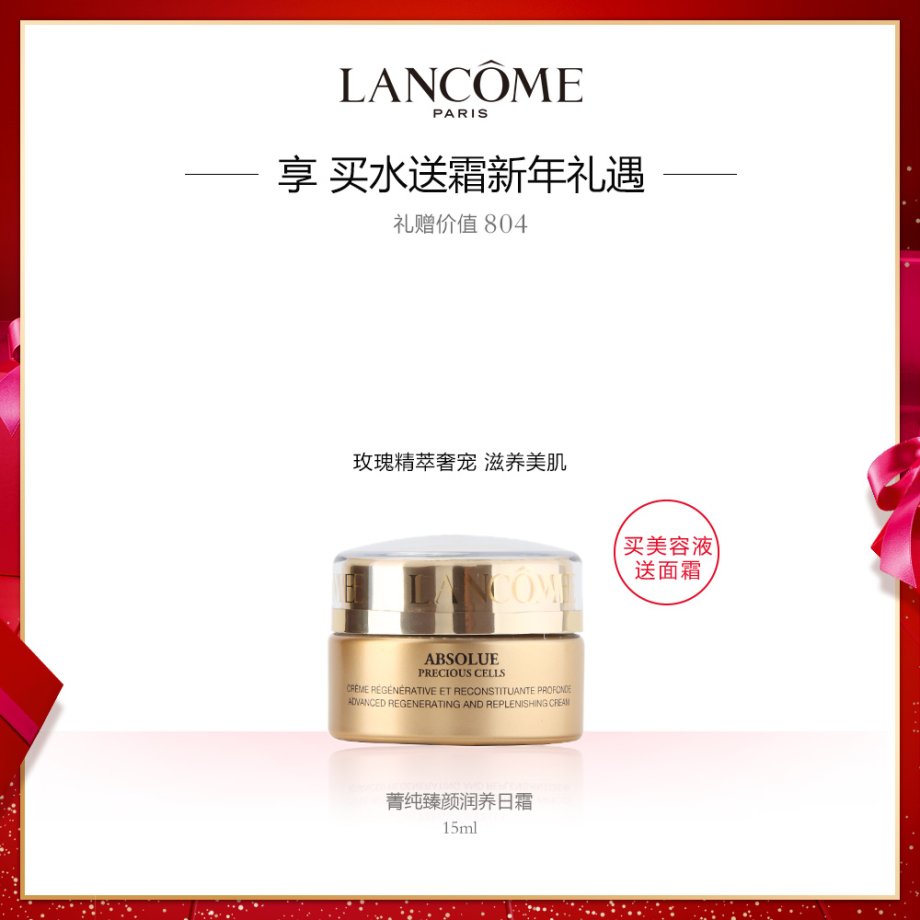 LANCÔME
PARIS
享 买水送霜新年礼遇
礼赠价值 804
玫瑰精萃奢宠 滋养美肌
买美容液
送面霜
LANCÔME
ABSOLUE
PRECIOUS CELLS
CRÈME RÉGÉNÉRATIVE ET RECONSTITUANTE PROFONDE
ADVANCED REGENERATING AND REPLENISHING CREAM
菁纯臻颜润养日霜
15ml